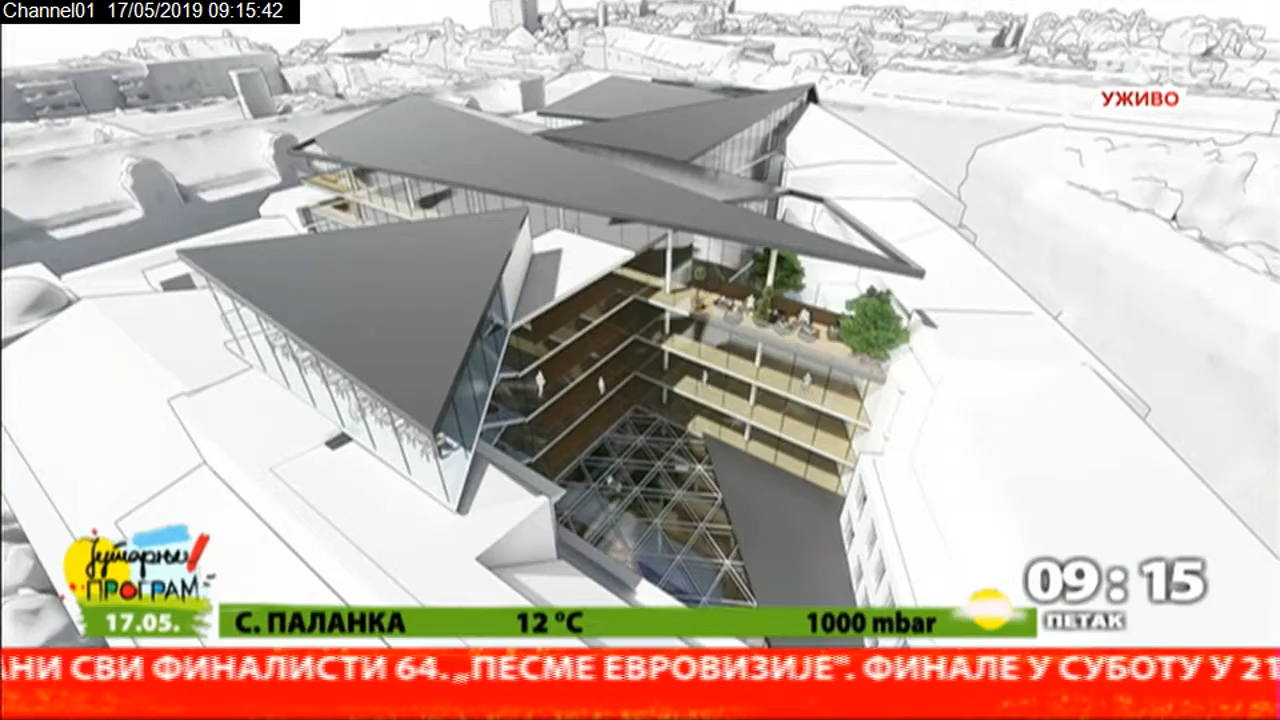 Channel01 17/05/2019 09:15:42
УЖИВО
Јутарњи
ПРОГРАМ
17.05.
С. ПАЛАНКА 12 °C 1000 mbar
09:15
ПЕТАК
АНИ СВИ ФИНАЛИСТИ 64. „ПЕСМЕ ЕВРОВИЗИЈЕ". ФИНАЛЕ У СУБОТУ У 21